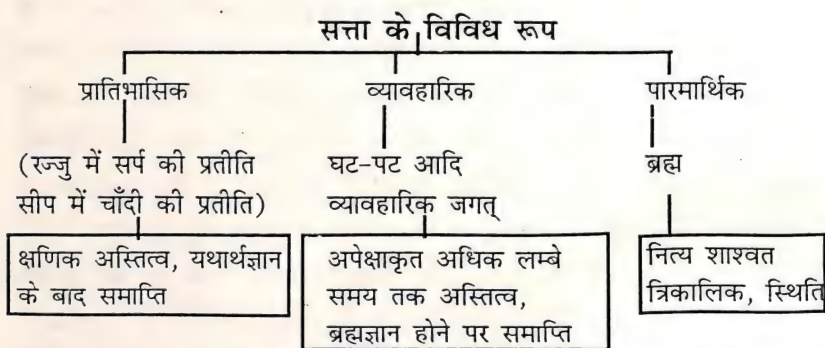 सत्ता के विविध रूप
प्रातिभासिक
व्यावहारिक
पारमार्थिक
(रज्जु में सर्प की प्रतीति
सीप में चाँदी की प्रतीति)
घट-पट आदि
व्यावहारिक जगत्
ब्रह्म
क्षणिक अस्तित्व, यथार्थज्ञान
के बाद समाप्ति
अपेक्षाकृत अधिक लम्बे
समय तक अस्तित्व,
ब्रह्मज्ञान होने पर समाप्ति
नित्य शाश्वत
त्रिकालिक, स्थिति